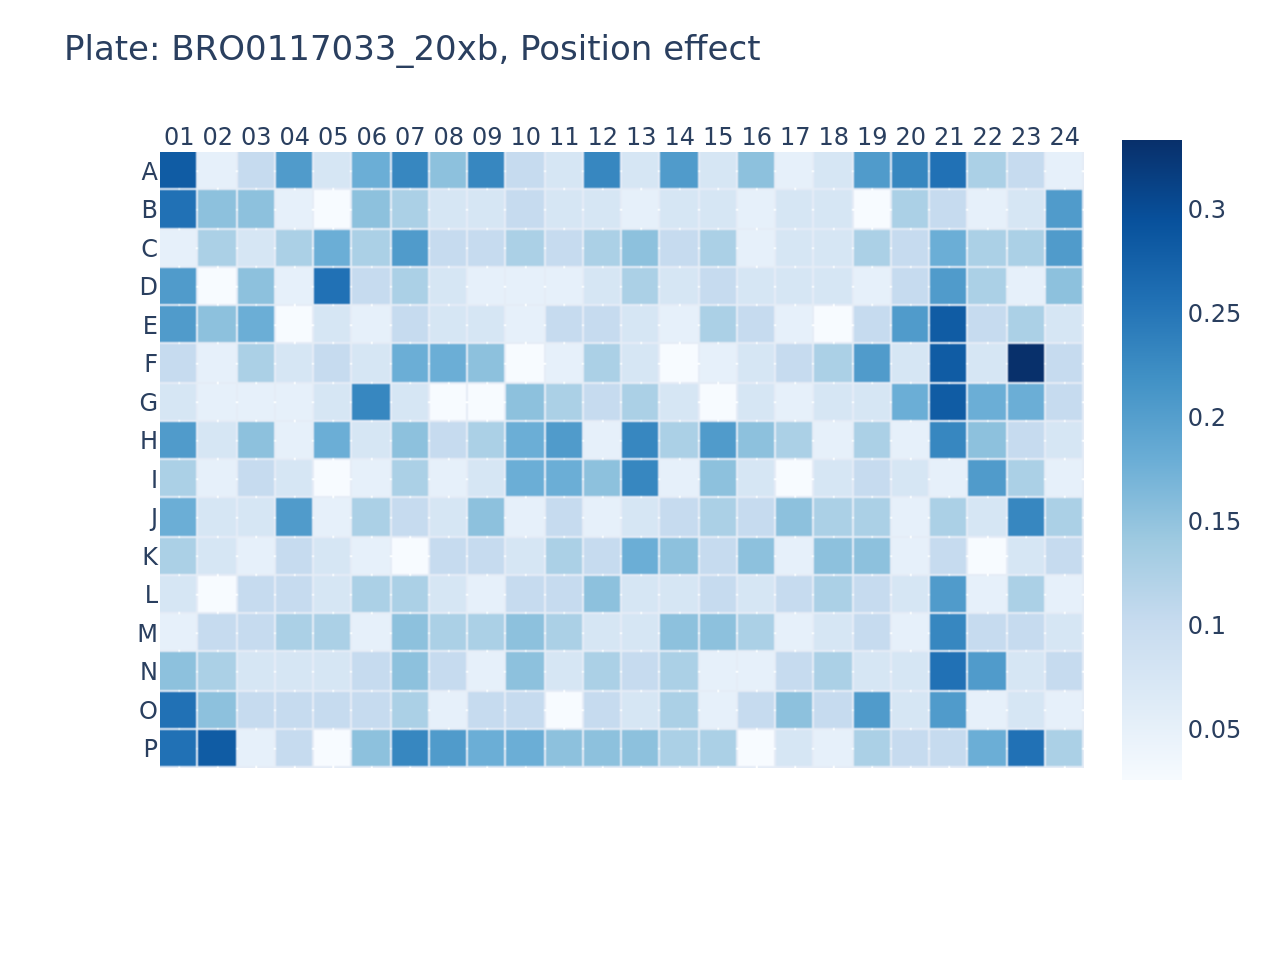 Plate: BRO0117033_20xb, Position effect
01 02 03 04 05 06 07 08 09 10 11 12 13 14 15 16 17 18 19 20 21 22 23 24
A
B
C
D
E
F
G
H
I
J
K
L
M
N
O
P
0.3
0.25
0.2
0.15
0.1
0.05